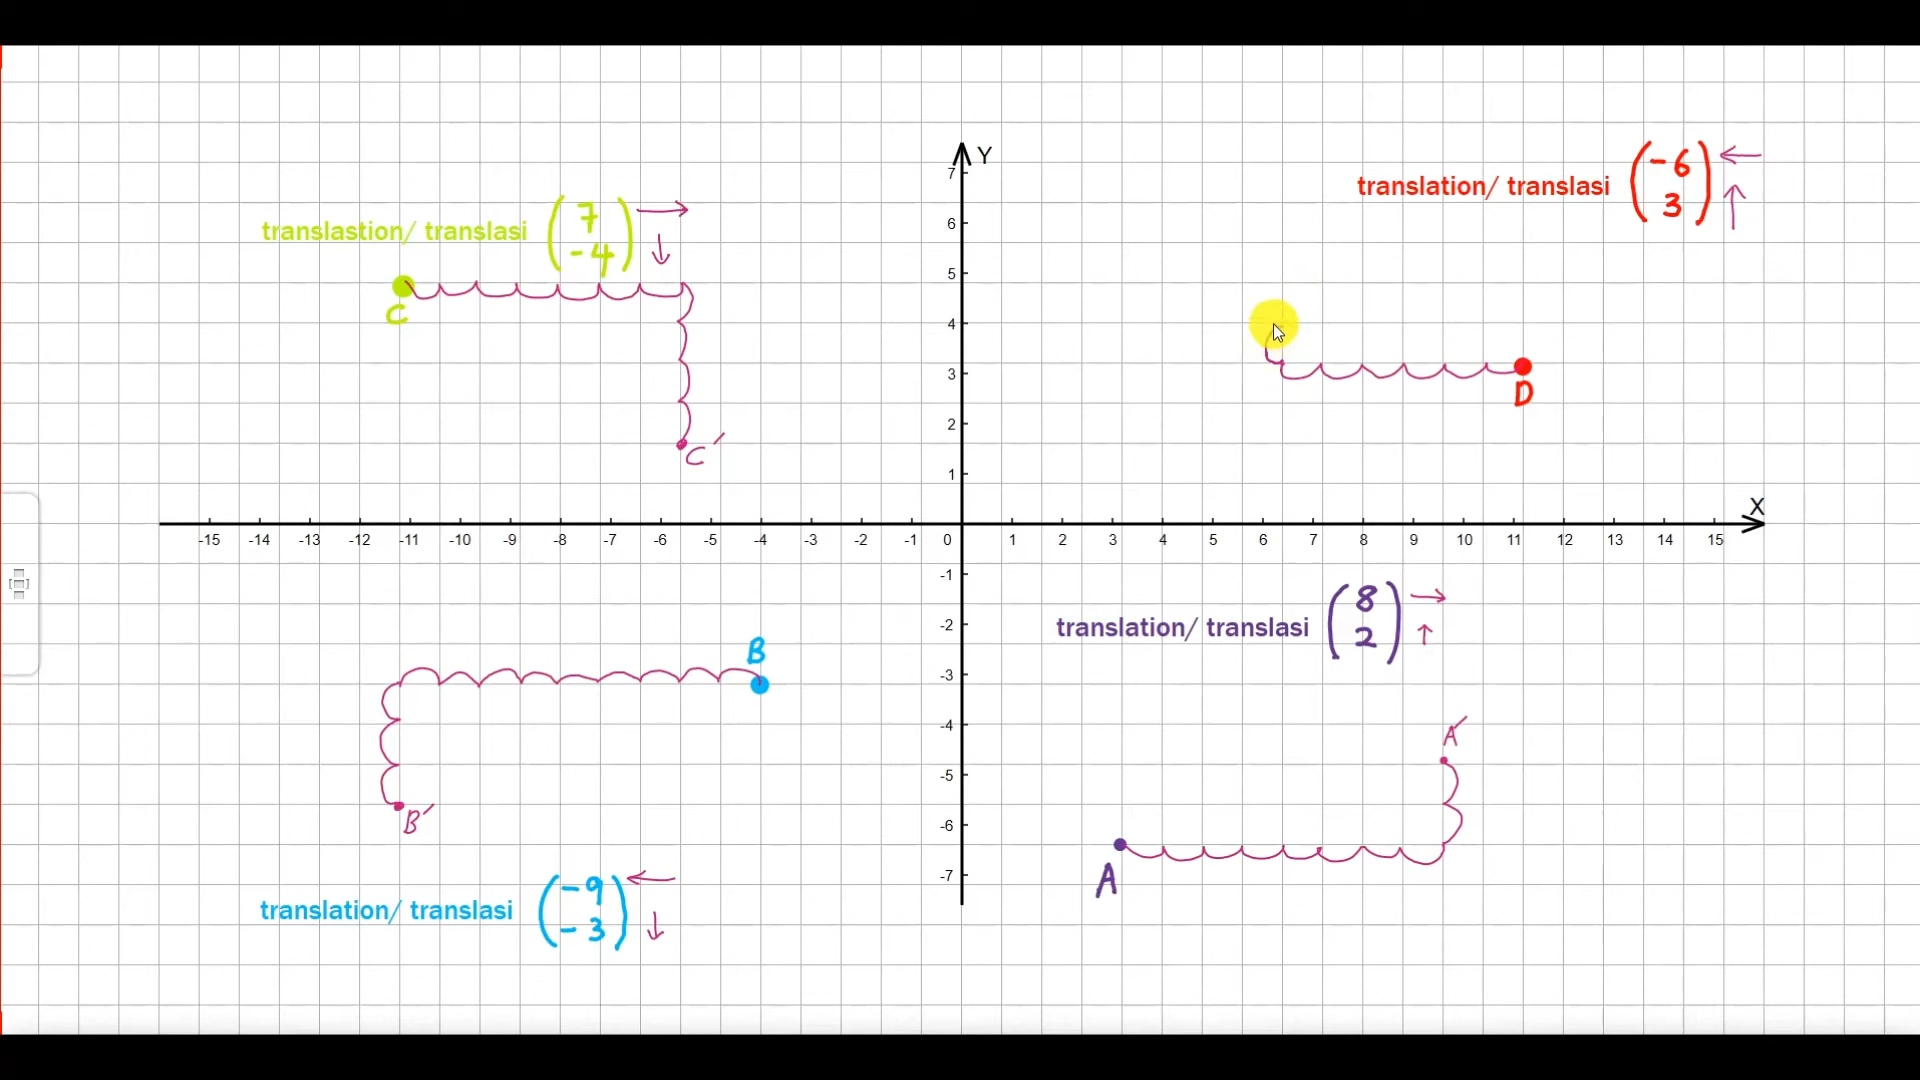 Y
7
6
5
4
3
2
1
translastion/ translasi (7 -4) → ↓
C
C′
translation/ translasi (-6 3) ← ↑
D
X
-15 -14 -13 -12 -11 -10 -9 -8 -7 -6 -5 -4 -3 -2 -1 0 1 2 3 4 5 6 7 8 9 10 11 12 13 14 15
-1
-2
-3
-4
-5
-6
-7
B
B′
translation/ translasi (-9 -3) ← ↓
translation/ translasi (8 2) → ↑
A′
A